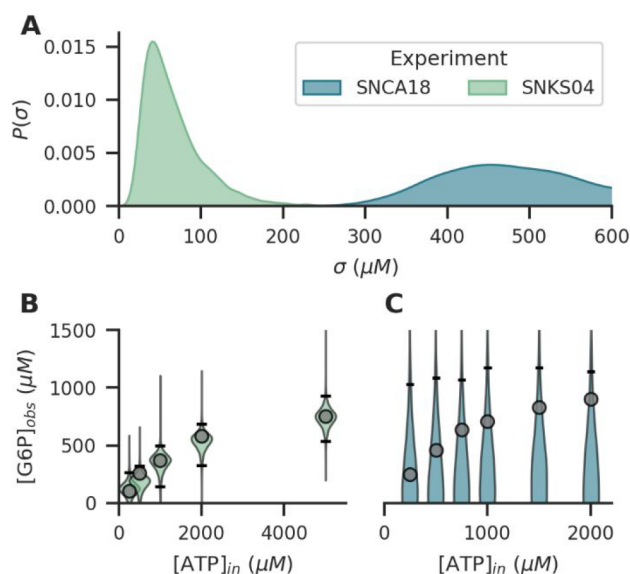 A
0.015
0.010
0.005
0.000
P(σ)
Experiment
SNCA18 SNKS04
0 100 200 300 400 500 600
σ (μM)
B C
1500
1000
500
0
[G6P]obs (μM)
0 2000 4000
0 1000 2000
[ATP]in (μM) [ATP]in (μM)